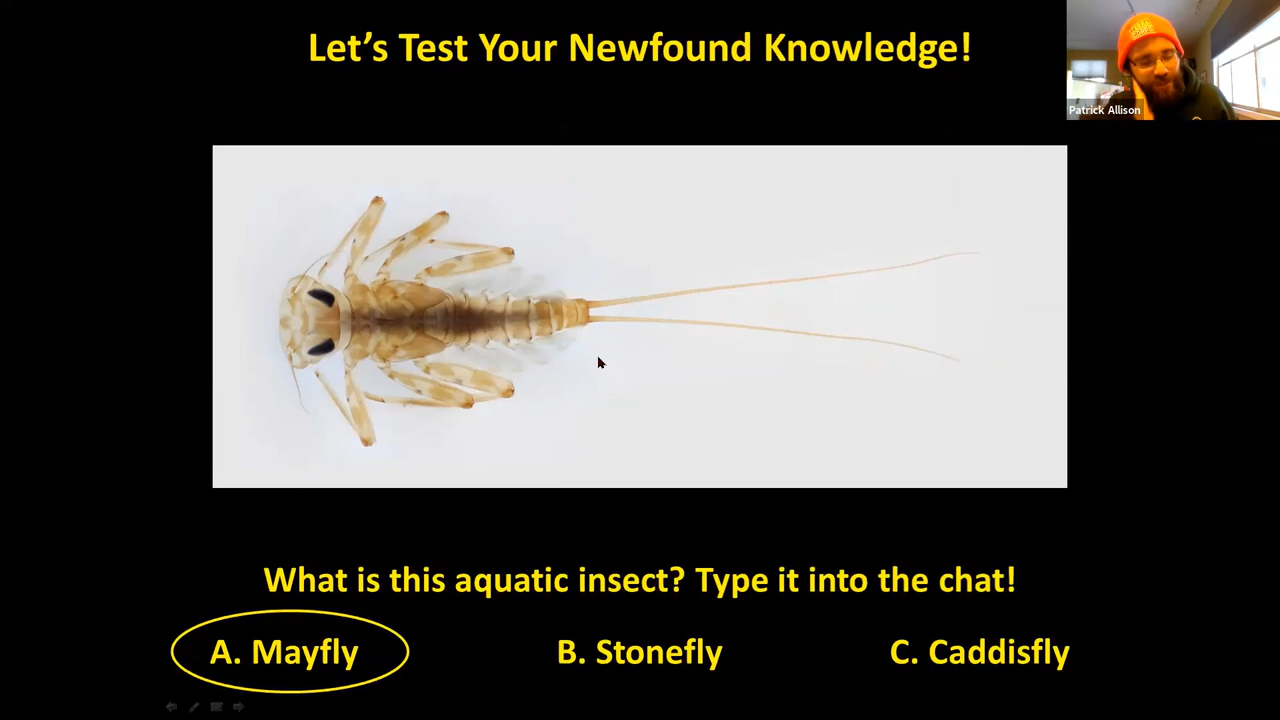 Let's Test Your Newfound Knowledge!
Patrick Allison
What is this aquatic insect? Type it into the chat!
A. Mayfly
B. Stonefly
C. Caddisfly